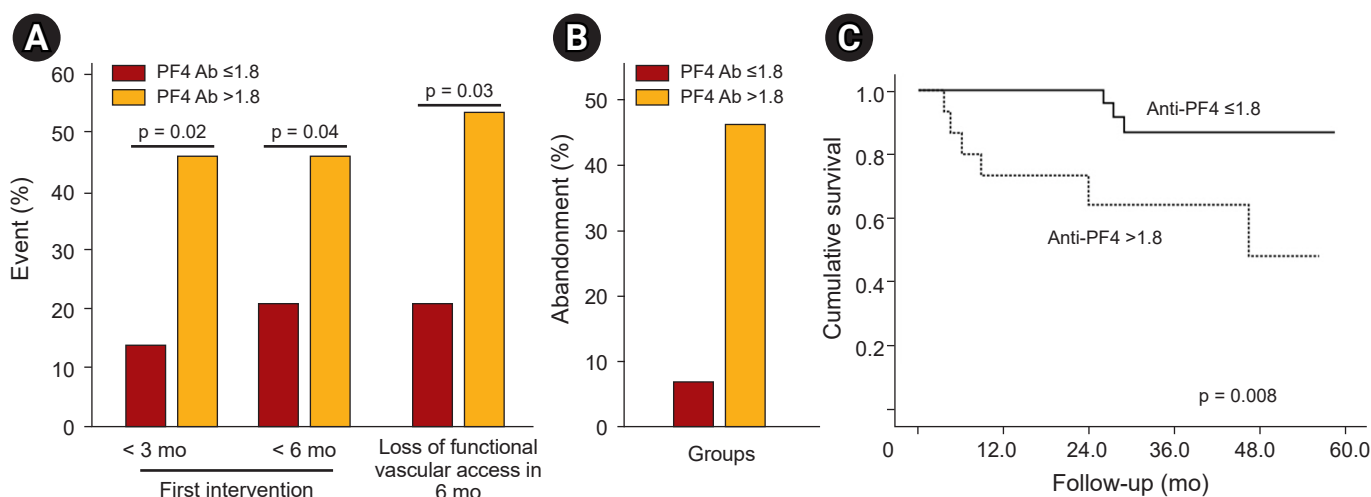 A
Event (%)
60
50
40
30
20
10
0
PF4 Ab ≤1.8
PF4 Ab >1.8
p = 0.02
p = 0.04
p = 0.03
< 3 mo
< 6 mo
First intervention
Loss of functional
vascular access in
6 mo
B
Abandonment (%)
50
40
30
20
10
0
PF4 Ab ≤1.8
PF4 Ab >1.8
Groups
C
Cumulative survival
1.0
0.8
0.6
0.4
0.2
Anti-PF4 ≤1.8
Anti-PF4 >1.8
p = 0.008
0 12.0 24.0 36.0 48.0 60.0
Follow-up (mo)